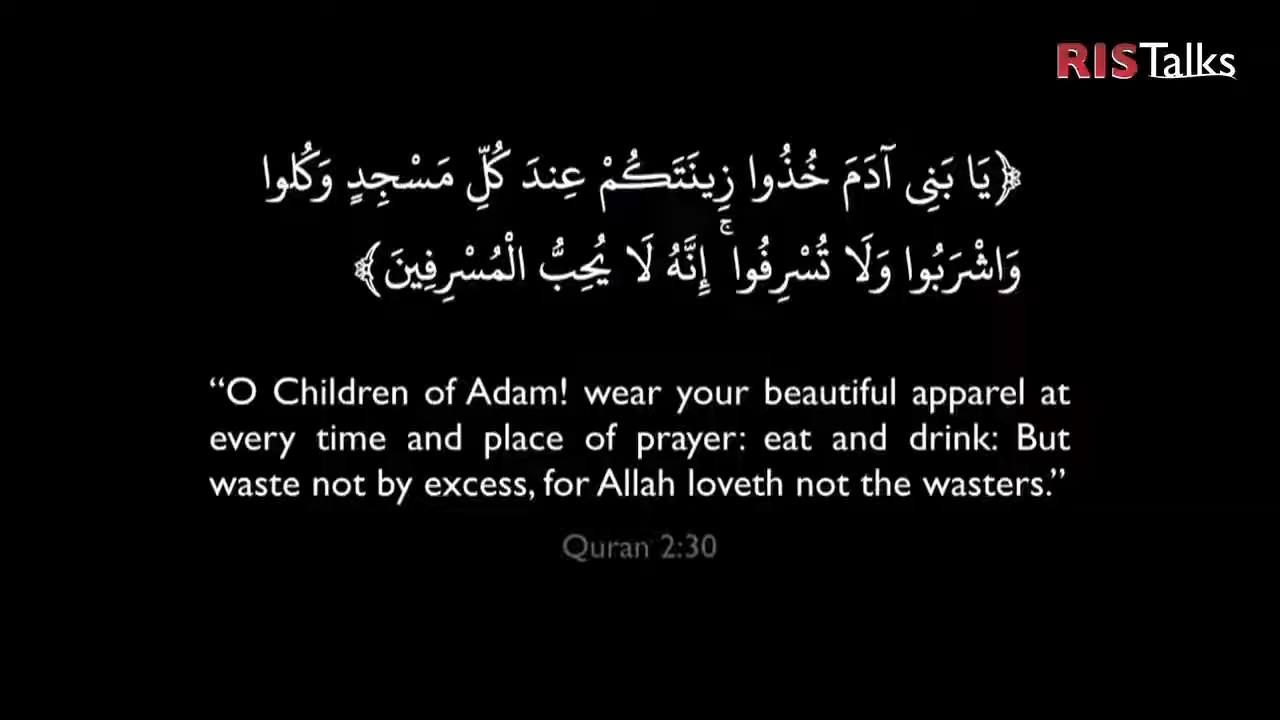 RISTalks
﴿يَا بَنِي آدَمَ خُذُوا زِينَتَكُمْ عِندَ كُلِّ مَسْجِدٍ وَكُلُوا
وَاشْرَبُوا وَلَا تُسْرِفُوا ۚ إِنَّهُ لَا يُحِبُّ الْمُسْرِفِينَ﴾
“O Children of Adam! wear your beautiful apparel at
every time and place of prayer: eat and drink: But
waste not by excess, for Allah loveth not the wasters.”
Quran 2:30